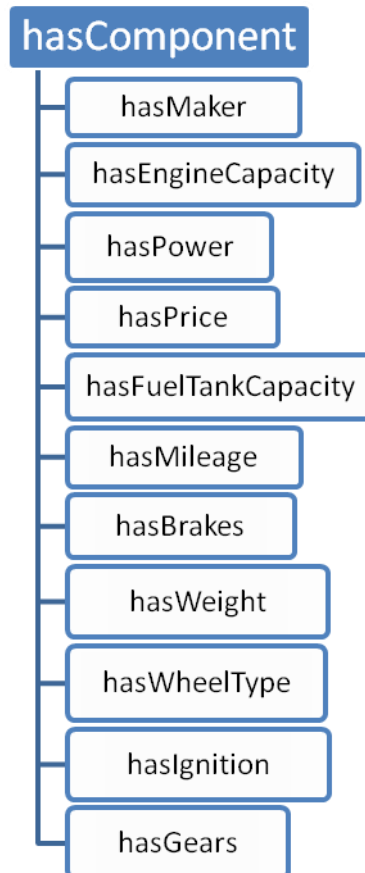 hasComponent
hasMaker
hasEngineCapacity
hasPower
hasPrice
hasFuelTankCapacity
hasMileage
hasBrakes
hasWeight
hasWheelType
hasIgnition
hasGears